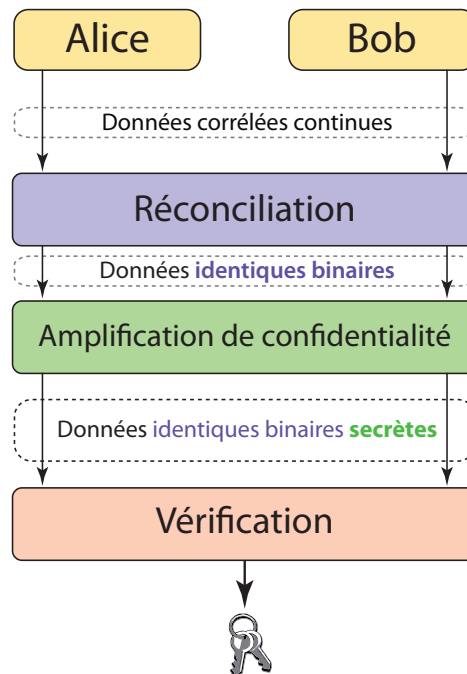 Alice
Bob
Données corrélées continues
Réconciliation
Données identiques binaires
Amplification de confidentialité
Données identiques binaires secrètes
Vérification